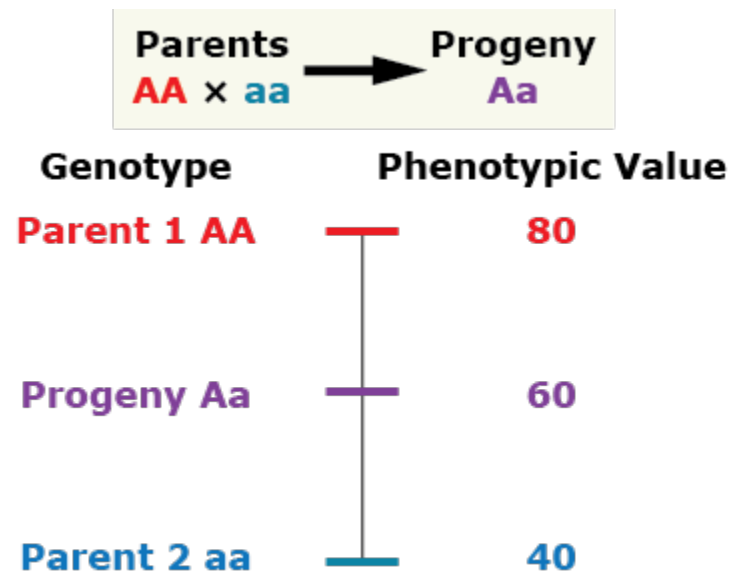 Parents Progeny
AA × aa Aa
Genotype Phenotypic Value
Parent 1 AA 80
Progeny Aa 60
Parent 2 aa 40